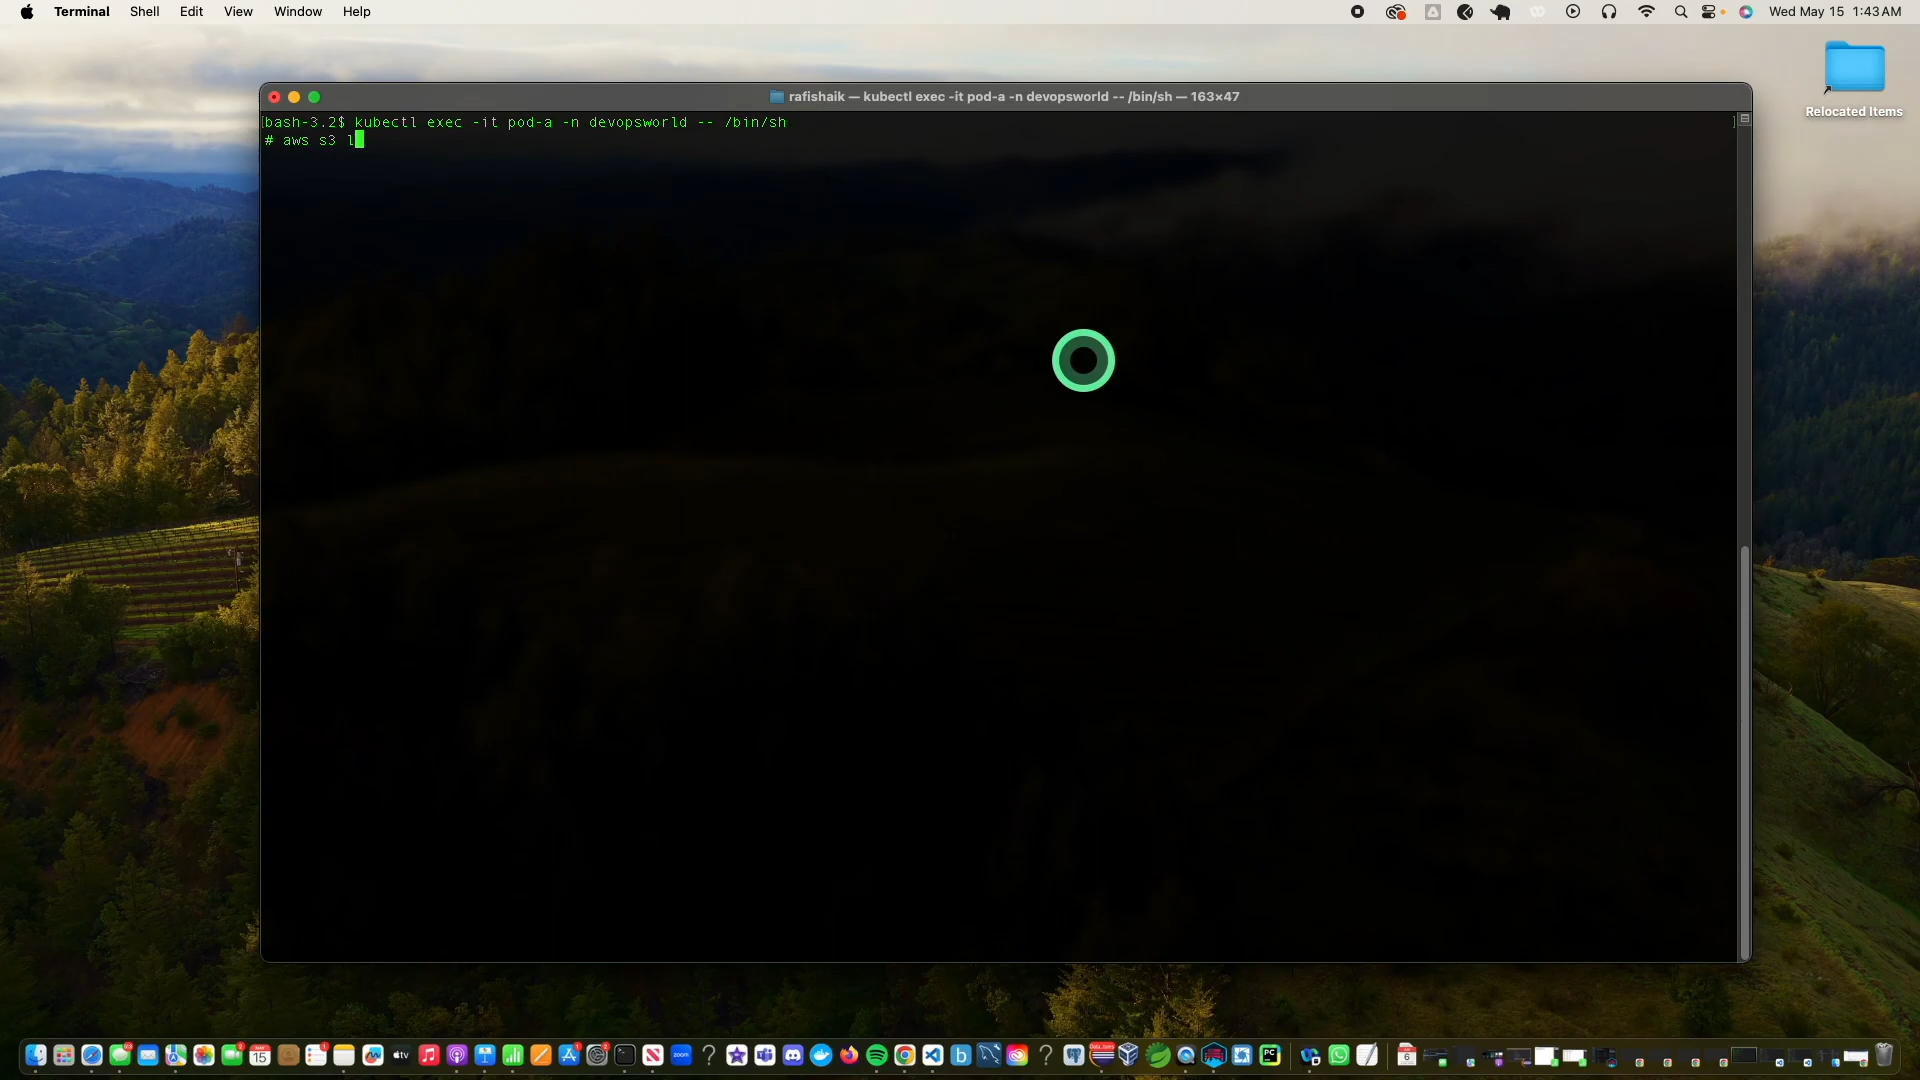 Terminal Shell Edit View Window Help
Wed May 15 1:43 AM
Relocated Items
rafishaik — kubectl exec -it pod-a -n devopsworld -- /bin/sh — 163×47
[bash-3.2$ kubectl exec -it pod-a -n devopsworld -- /bin/sh ]
# aws s3 l